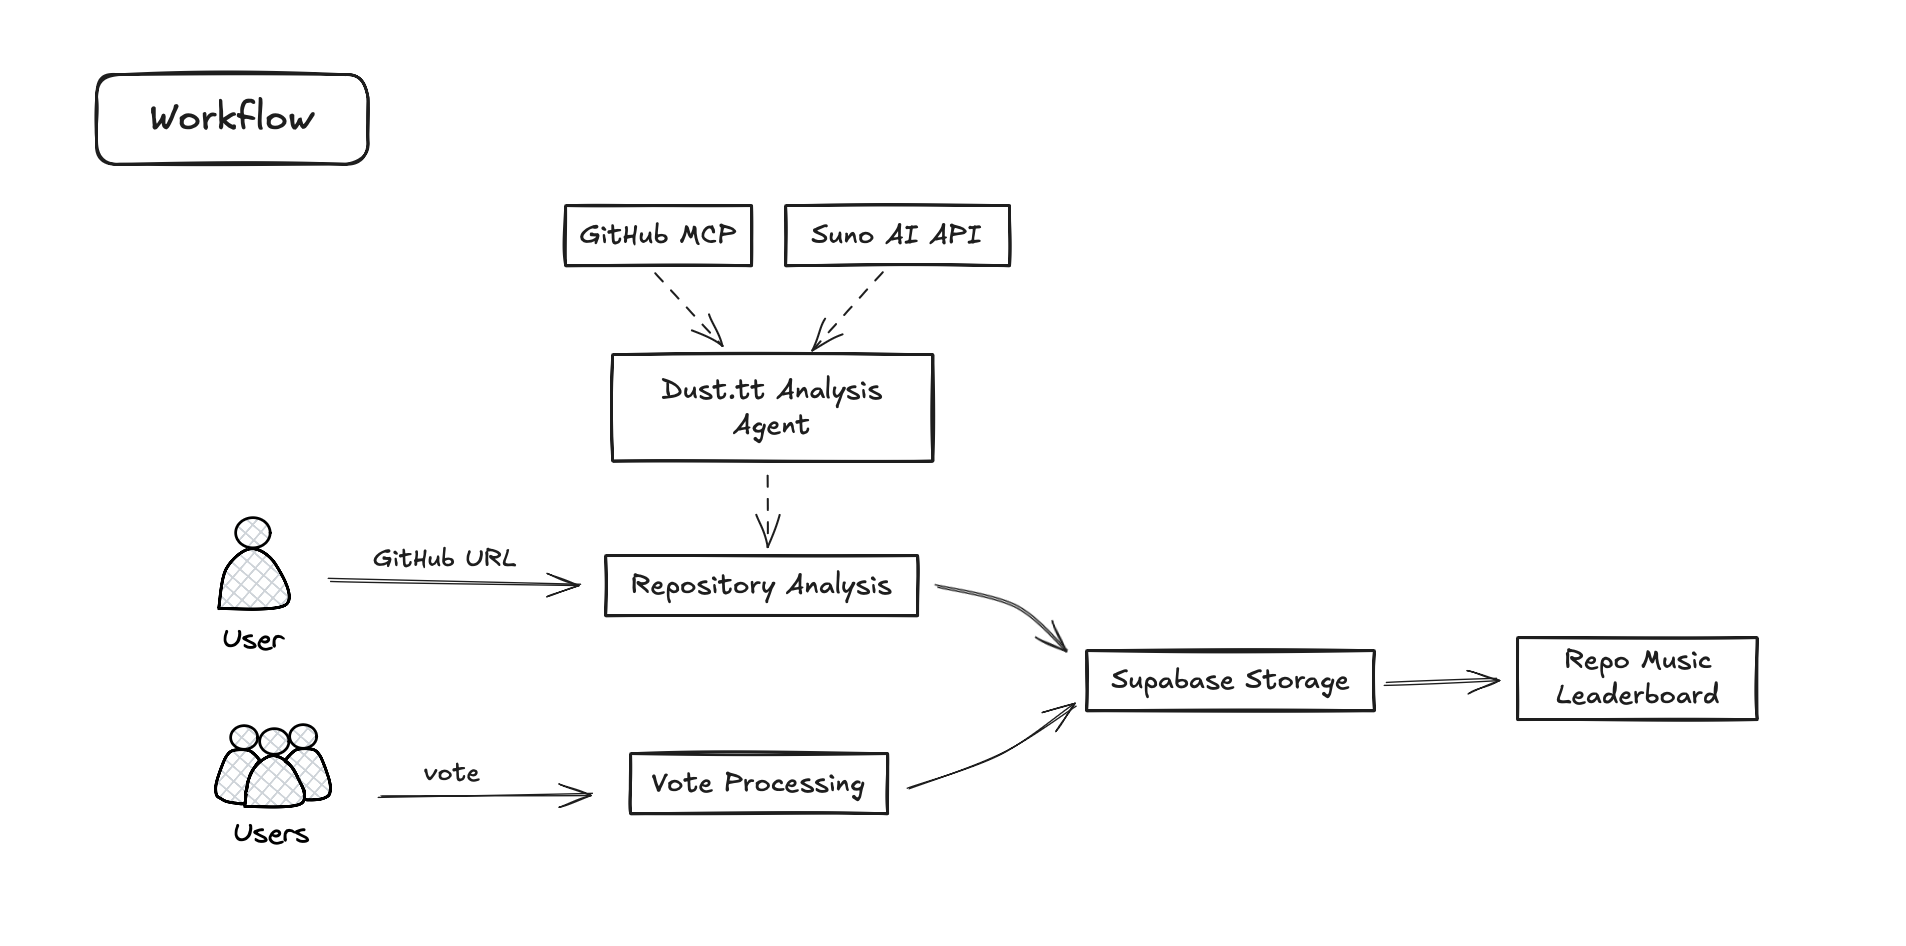 Workflow
GitHub MCP
Suno AI API
Dust.tt Analysis
Agent
GitHub URL
Repository Analysis
User
Supabase Storage
Repo Music
Leaderboard
vote
Vote Processing
Users